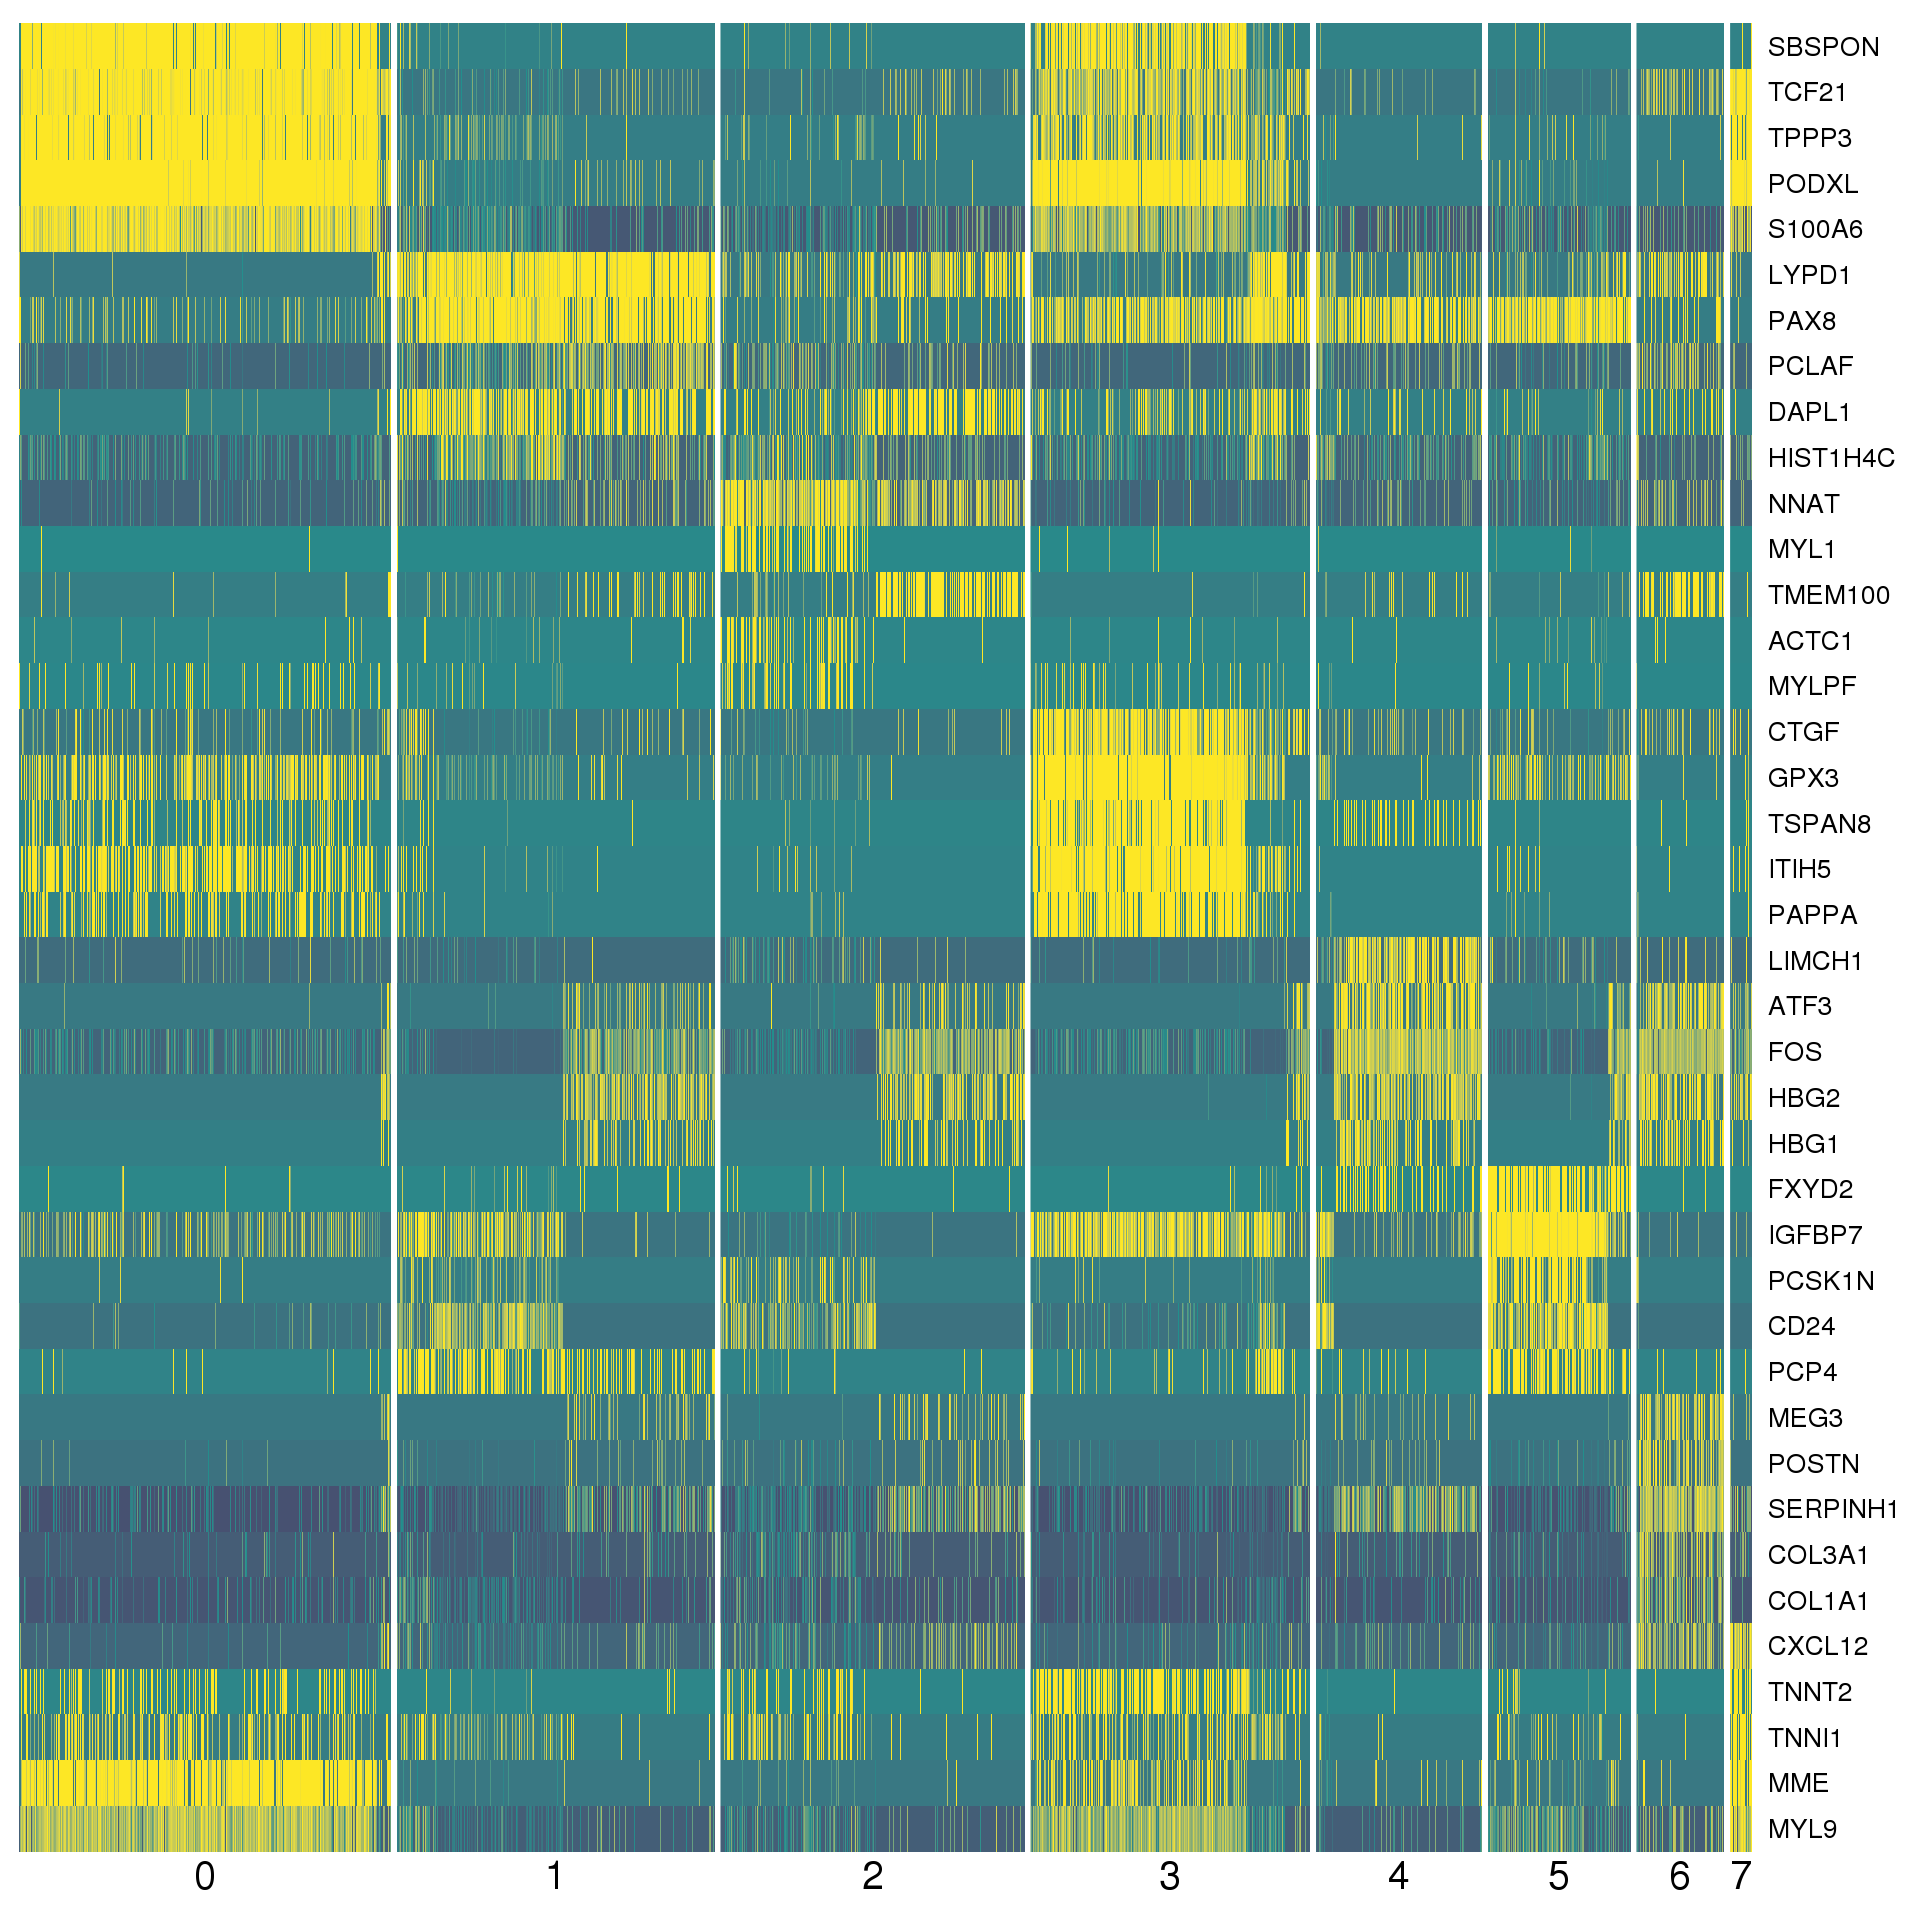 SBSPON
TCF21
TPPP3
PODXL
S100A6
LYPD1
PAX8
PCLAF
DAPL1
HIST1H4C
NNAT
MYL1
TMEM100
ACTC1
MYLPF
CTGF
GPX3
TSPAN8
ITIH5
PAPPA
LIMCH1
ATF3
FOS
HBG2
HBG1
FXYD2
IGFBP7
PCSK1N
CD24
PCP4
MEG3
POSTN
SERPINH1
COL3A1
COL1A1
CXCL12
TNNT2
TNNI1
MME
MYL9
0 1 2 3 4 5 6 7